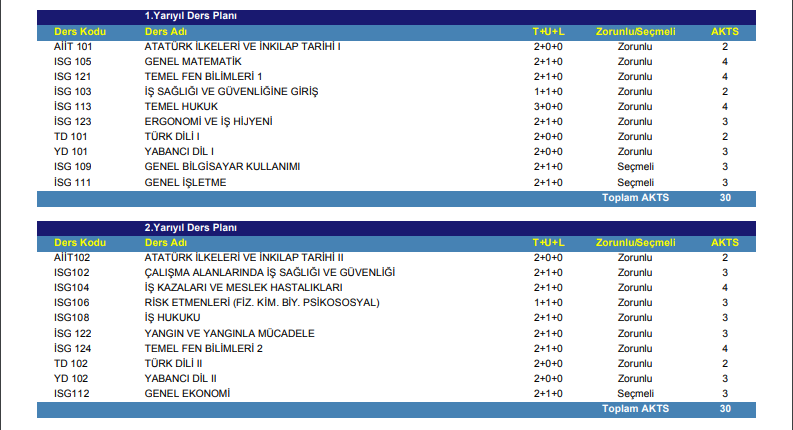 1.Yarıyıl Ders Planı
Ders Kodu Ders Adı T+U+L Zorunlu/Seçmeli AKTS
AİİT 101 ATATÜRK İLKELERİ VE İNKILAP TARİHİ I 2+0+0 Zorunlu 2
ISG 105 GENEL MATEMATİK 2+1+0 Zorunlu 4
ISG 121 TEMEL FEN BİLİMLERİ 1 2+1+0 Zorunlu 4
İSG 103 İŞ SAĞLIĞI VE GÜVENLİĞİNE GİRİŞ 1+1+0 Zorunlu 2
İSG 113 TEMEL HUKUK 3+0+0 Zorunlu 4
İSG 123 ERGONOMİ VE İŞ HİJYENİ 2+1+0 Zorunlu 3
TD 101 TÜRK DİLİ I 2+0+0 Zorunlu 2
YD 101 YABANCI DİL I 2+0+0 Zorunlu 3
ISG 109 GENEL BİLGİSAYAR KULLANIMI 2+1+0 Seçmeli 3
İSG 111 GENEL İŞLETME 2+1+0 Seçmeli 3
Toplam AKTS 30
2.Yarıyıl Ders Planı
Ders Kodu Ders Adı T+U+L Zorunlu/Seçmeli AKTS
AİİT102 ATATÜRK İLKELERİ VE İNKILAP TARİHİ II 2+0+0 Zorunlu 2
ISG102 ÇALIŞMA ALANLARINDA İŞ SAĞLIĞI VE GÜVENLİĞİ 2+1+0 Zorunlu 3
ISG104 İŞ KAZALARI VE MESLEK HASTALIKLARI 2+1+0 Zorunlu 4
ISG106 RİSK ETMENLERİ (FİZ. KİM. BİY. PSİKOSOSYAL) 1+1+0 Zorunlu 3
ISG108 İŞ HUKUKU 2+1+0 Zorunlu 3
İSG 122 YANGIN VE YANGINLA MÜCADELE 2+1+0 Zorunlu 3
İSG 124 TEMEL FEN BİLİMLERİ 2 2+1+0 Zorunlu 4
TD 102 TÜRK DİLİ II 2+0+0 Zorunlu 2
YD 102 YABANCI DİL II 2+0+0 Zorunlu 3
ISG112 GENEL EKONOMİ 2+1+0 Seçmeli 3
Toplam AKTS 30